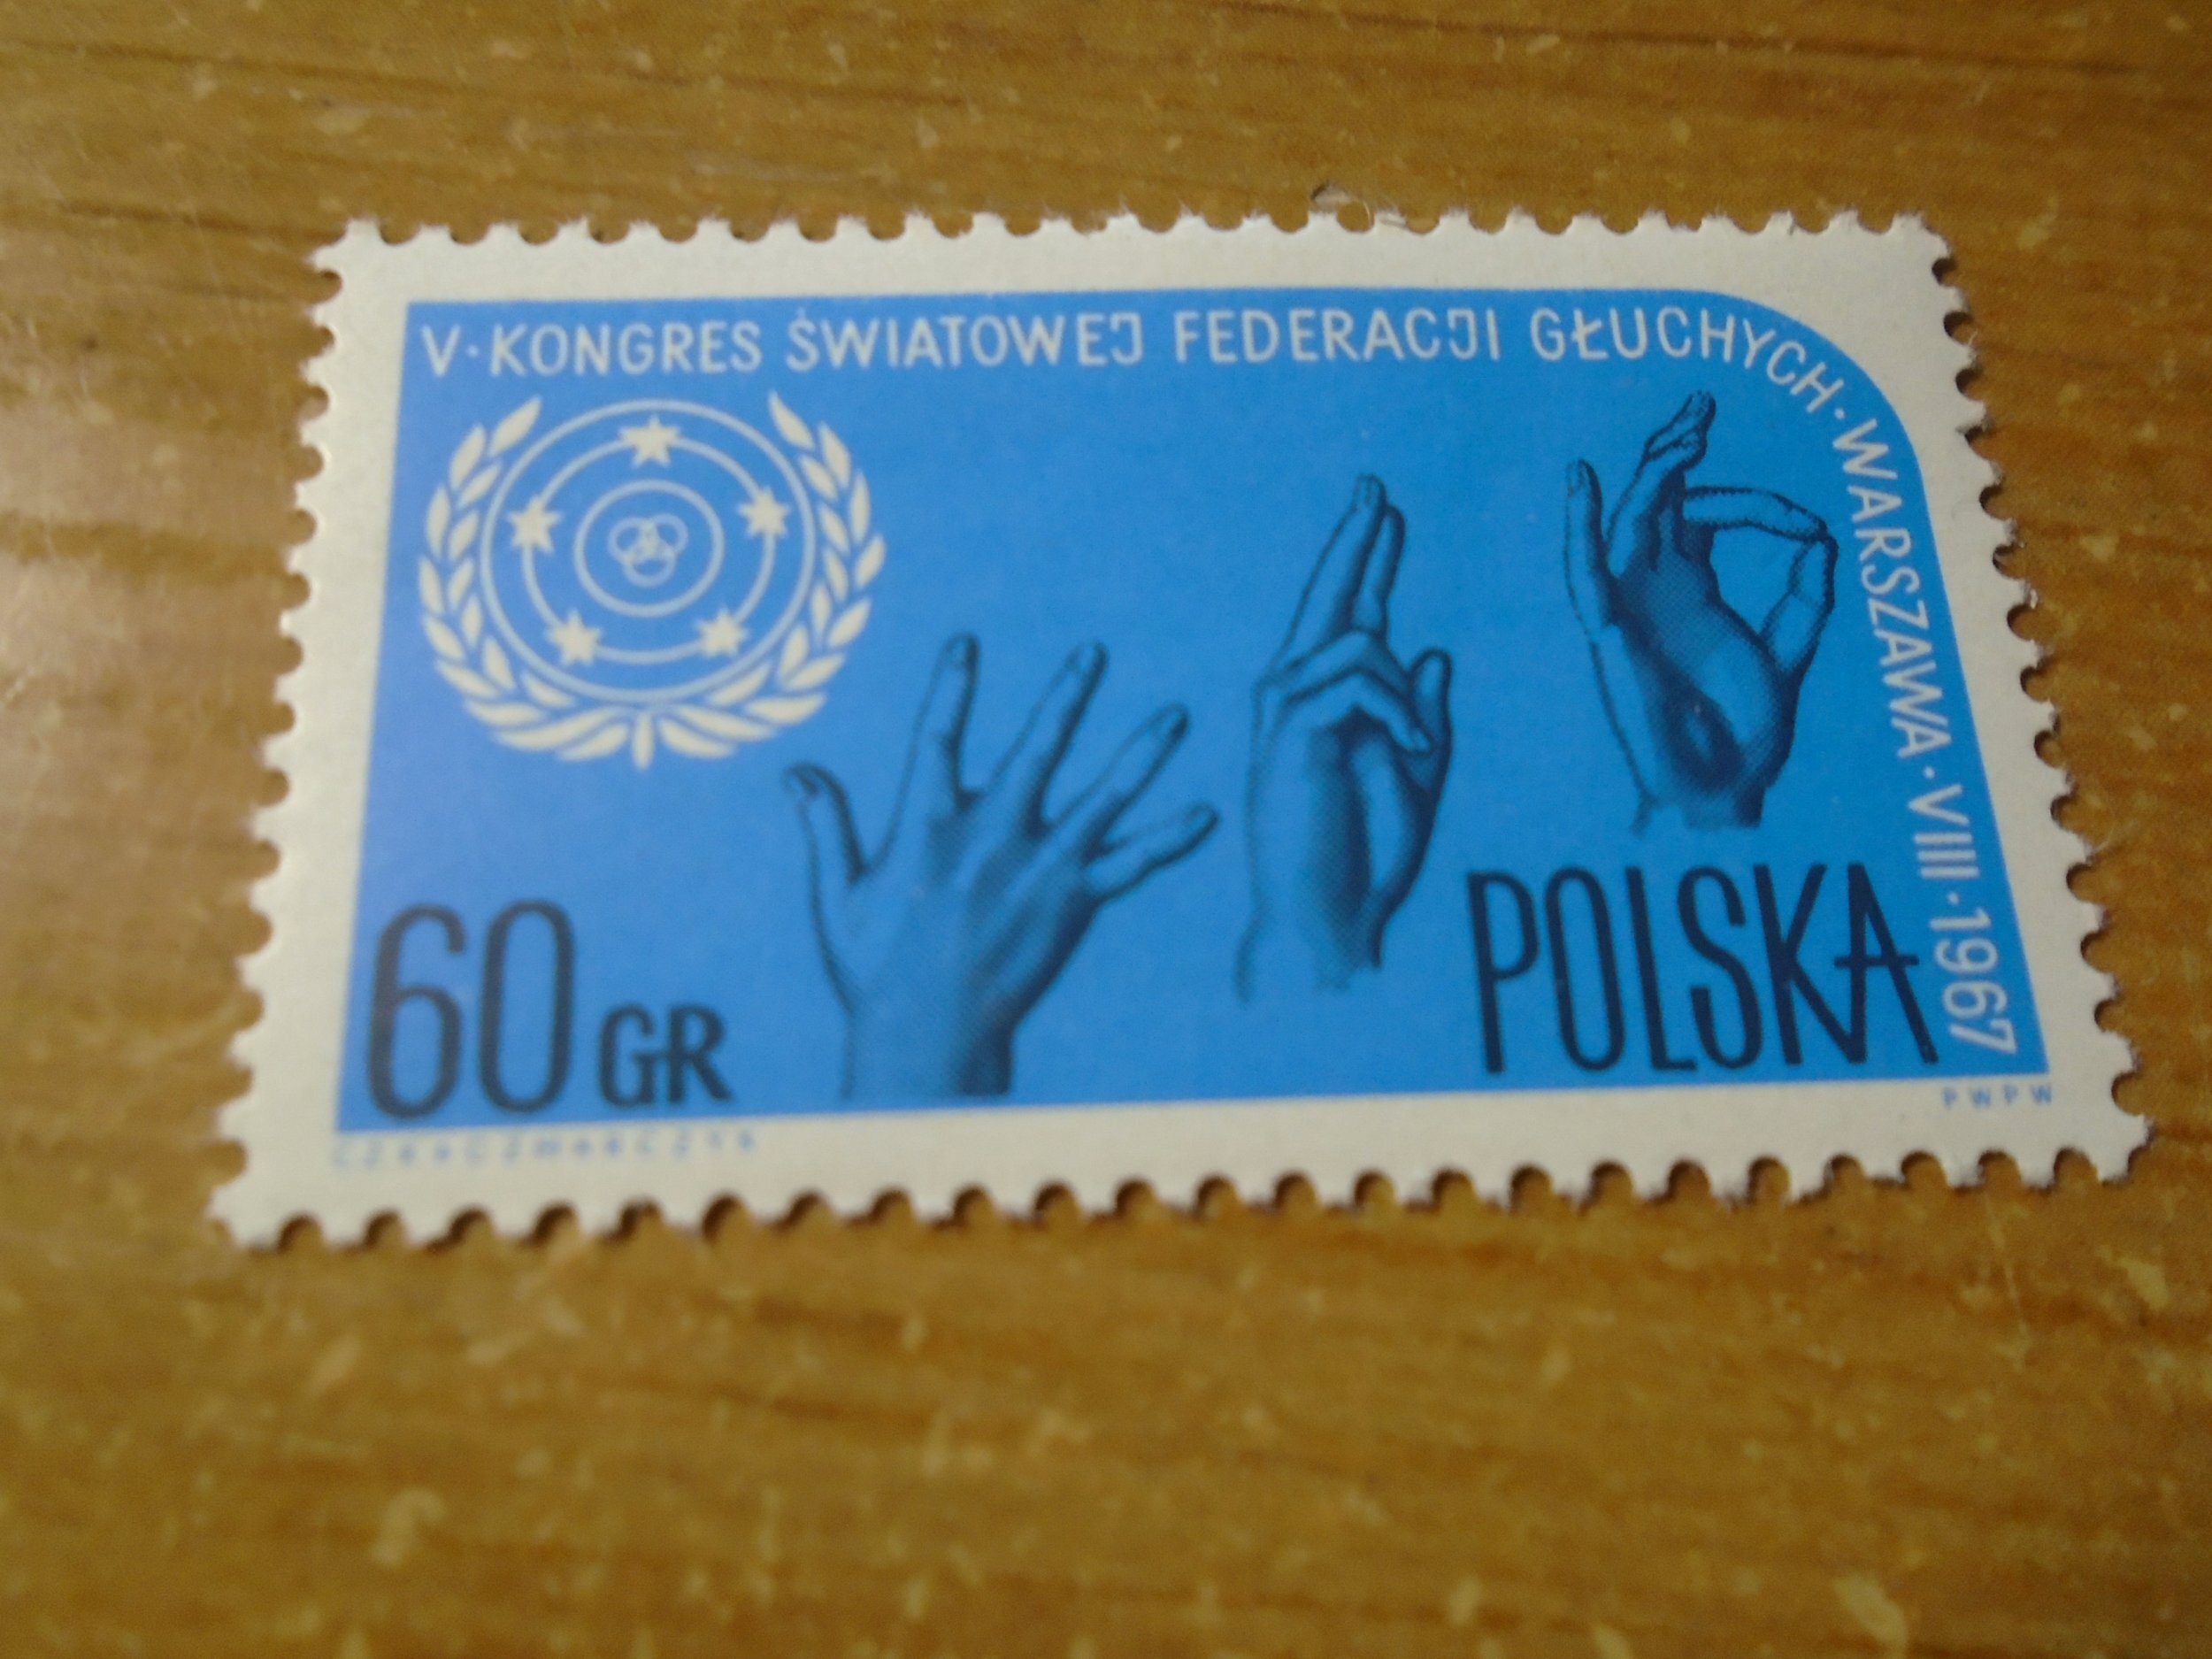 V·KONGRES ŚWIATOWEJ FEDERACJI GŁUCHYCH·WARSZAWA·VIII·1967
60 GR
POLSKA
PWPW